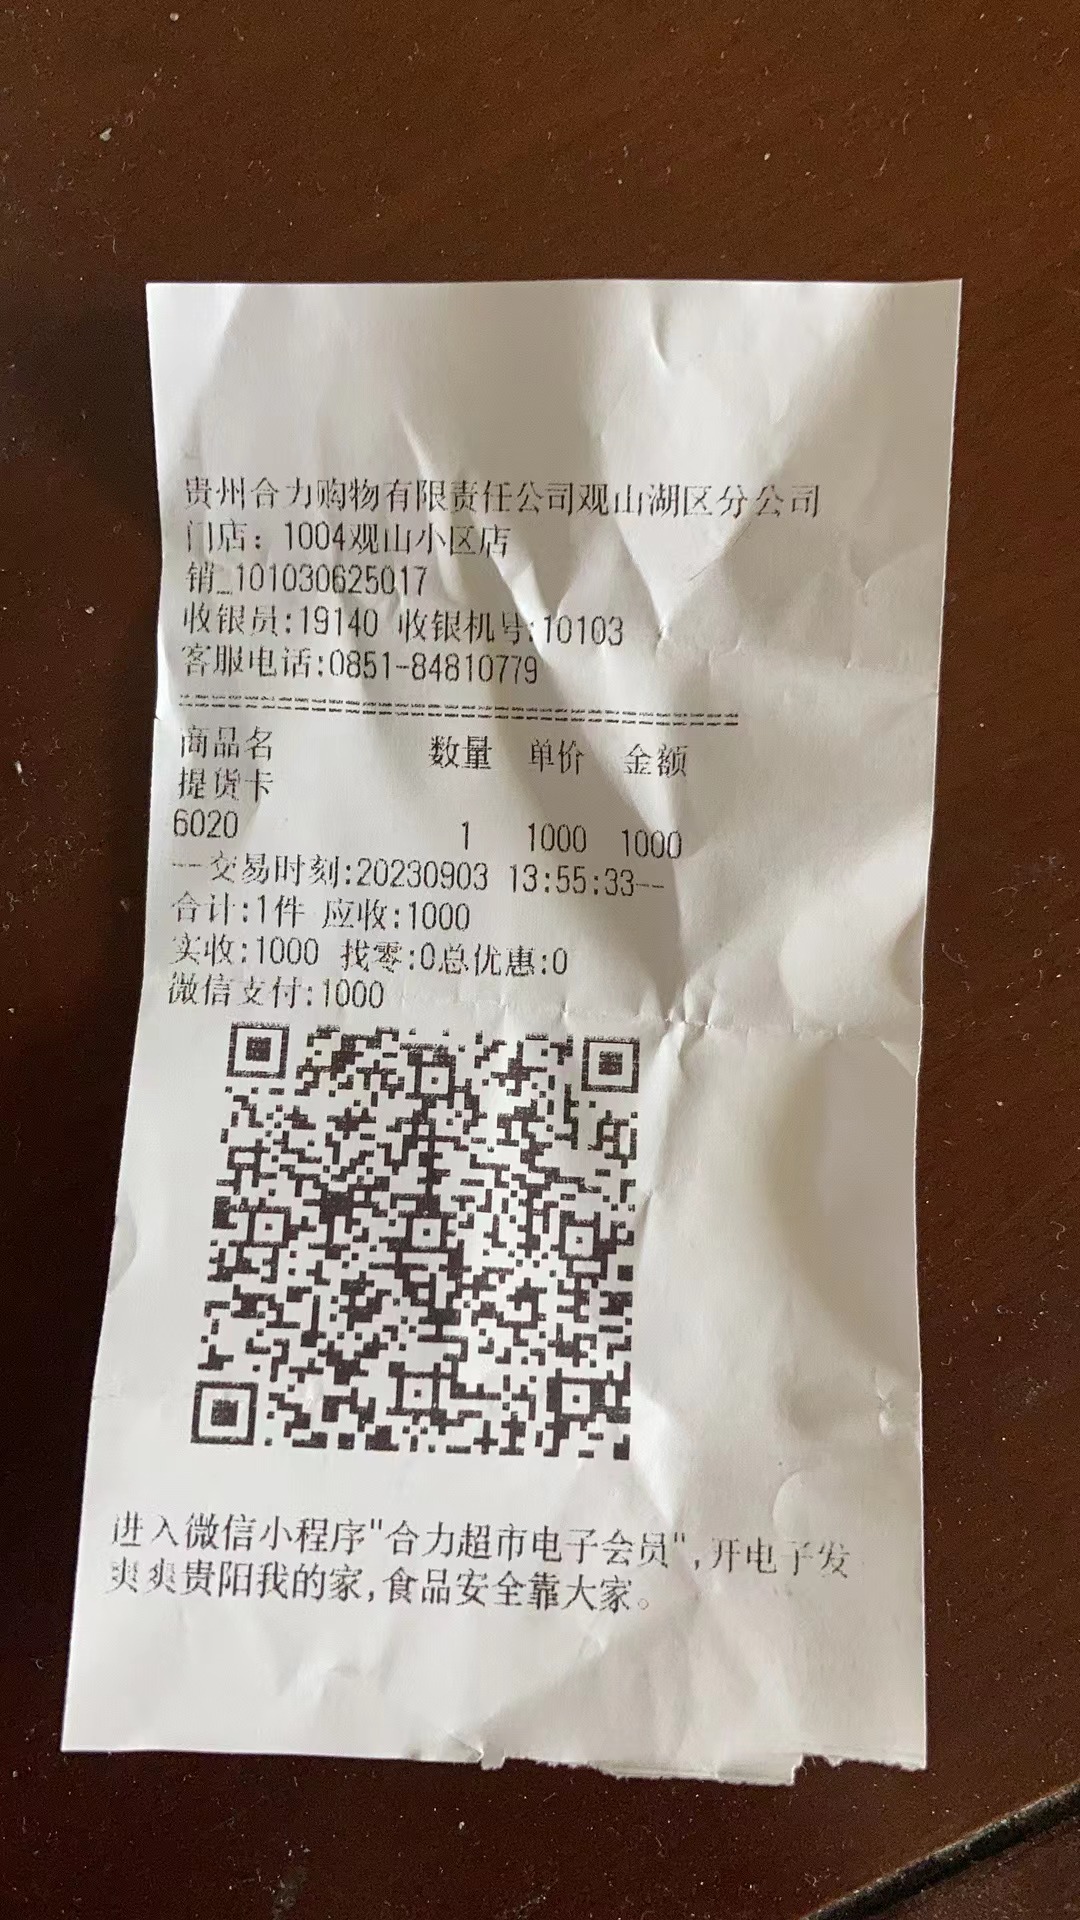 贵州合力购物有限责任公司观山湖区分公司
门店：1004观山小区店
销_101030625017
收银员:19140 收银机号:10103
客服电话:0851-84810779
商品名 数量 单价 金额
提货卡
6020 1 1000 1000
--交易时刻:20230903 13:55:33--
合计:1件 应收:1000
实收:1000 找零:0总优惠:0
微信支付:1000
进入微信小程序"合力超市电子会员",开电子发
爽爽贵阳我的家,食品安全靠大家。